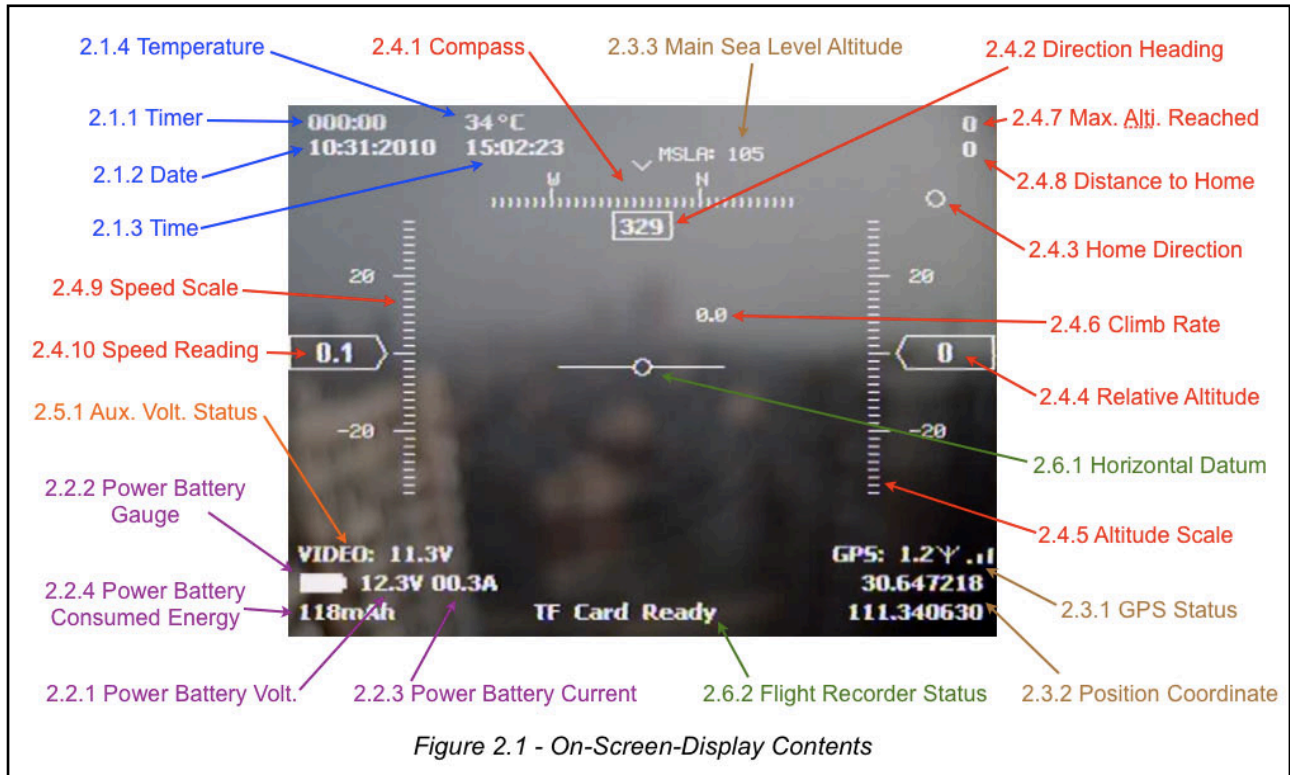 2.1.4 Temperature
2.4.1 Compass
2.3.3 Main Sea Level Altitude
2.4.2 Direction Heading
2.1.1 Timer
000:00
34°C
0
2.4.7 Max. Alti. Reached
2.1.2 Date
10:31:2010
15:02:23
MSLA: 105
0
2.4.8 Distance to Home
W
N
2.1.3 Time
329
2.4.3 Home Direction
20
20
2.4.9 Speed Scale
0.0
2.4.6 Climb Rate
2.4.10 Speed Reading
0.1
0
2.4.4 Relative Altitude
2.5.1 Aux. Volt. Status
-20
-20
2.6.1 Horizontal Datum
2.2.2 Power Battery
Gauge
2.4.5 Altitude Scale
VIDEO: 11.3V
GPS: 1.2
12.3V 00.3A
30.647218
2.2.4 Power Battery
Consumed Energy
118mAh
TF Card Ready
111.340630
2.3.1 GPS Status
2.2.1 Power Battery Volt.
2.2.3 Power Battery Current
2.6.2 Flight Recorder Status
2.3.2 Position Coordinate
Figure 2.1 - On-Screen-Display Contents